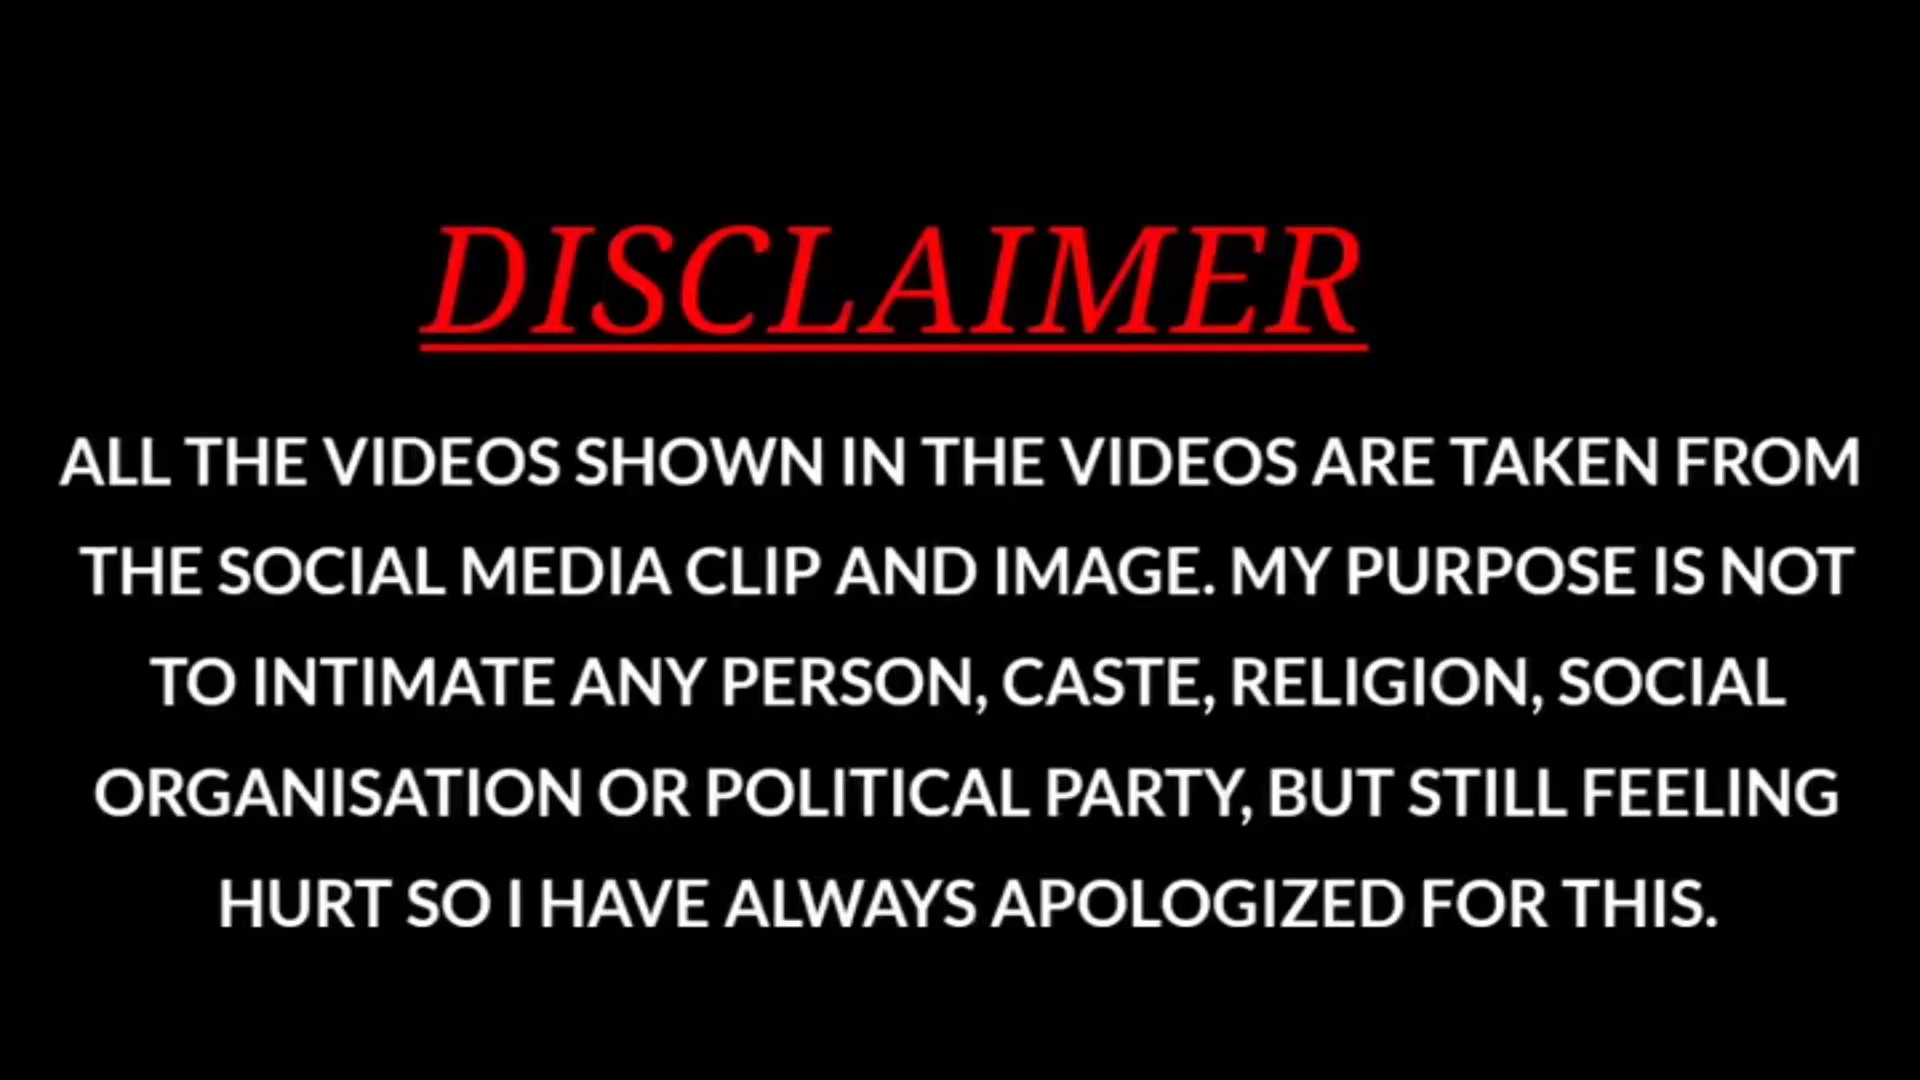 DISCLAIMER
ALL THE VIDEOS SHOWN IN THE VIDEOS ARE TAKEN FROM
THE SOCIAL MEDIA CLIP AND IMAGE. MY PURPOSE IS NOT
TO INTIMATE ANY PERSON, CASTE, RELIGION, SOCIAL
ORGANISATION OR POLITICAL PARTY, BUT STILL FEELING
HURT SO I HAVE ALWAYS APOLOGIZED FOR THIS.